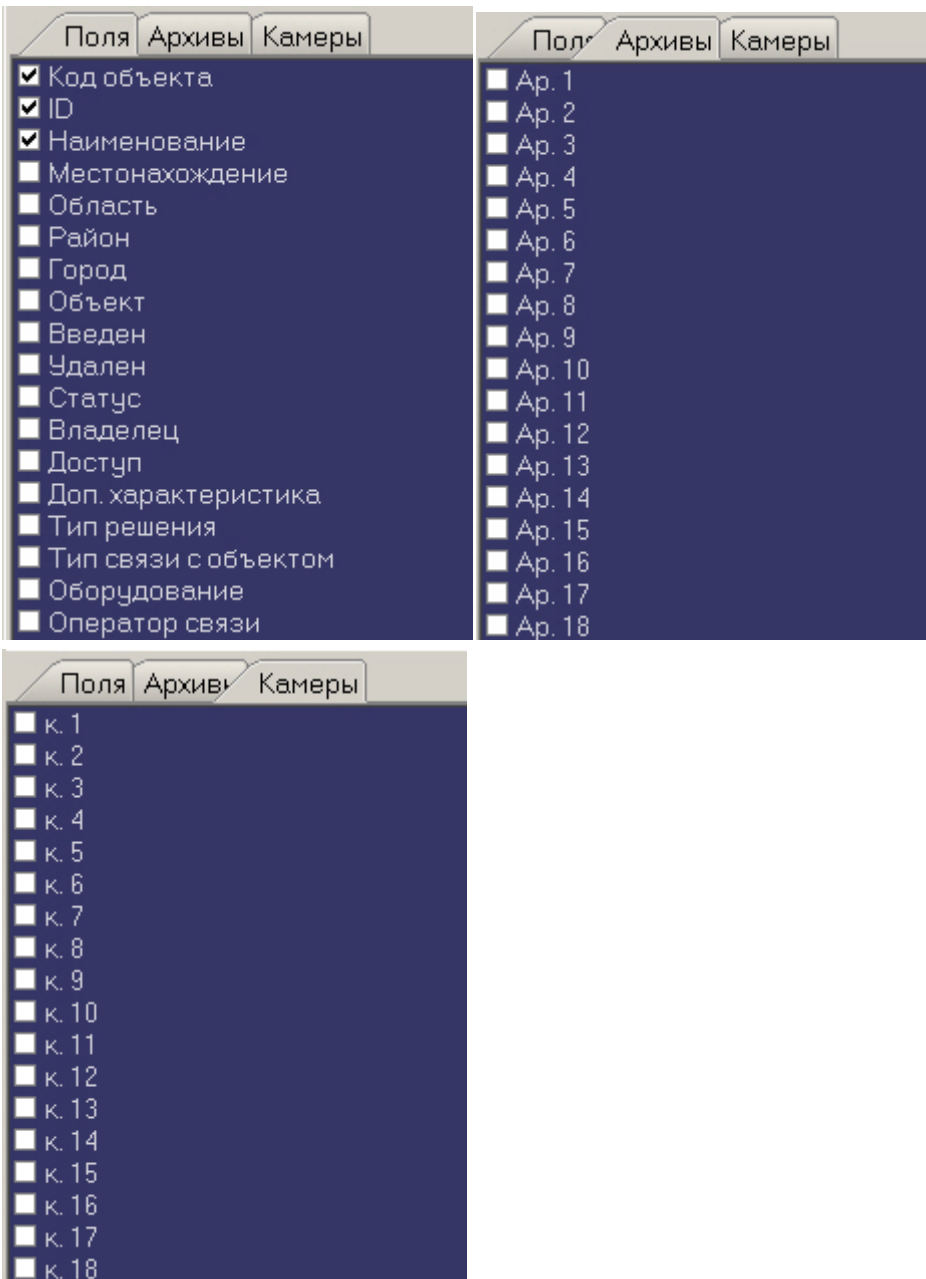 Поля Архивы Камеры
Код объекта
ID
Наименование
Местонахождение
Область
Район
Город
Объект
Введен
Удален
Статус
Владелец
Доступ
Доп. характеристика
Тип решения
Тип связи с объектом
Оборудование
Оператор связи
Поля Архивы Камеры
Ар. 1
Ар. 2
Ар. 3
Ар. 4
Ар. 5
Ар. 6
Ар. 7
Ар. 8
Ар. 9
Ар. 10
Ар. 11
Ар. 12
Ар. 13
Ар. 14
Ар. 15
Ар. 16
Ар. 17
Ар. 18
Поля Архивы Камеры
к. 1
к. 2
к. 3
к. 4
к. 5
к. 6
к. 7
к. 8
к. 9
к. 10
к. 11
к. 12
к. 13
к. 14
к. 15
к. 16
к. 17
к. 18